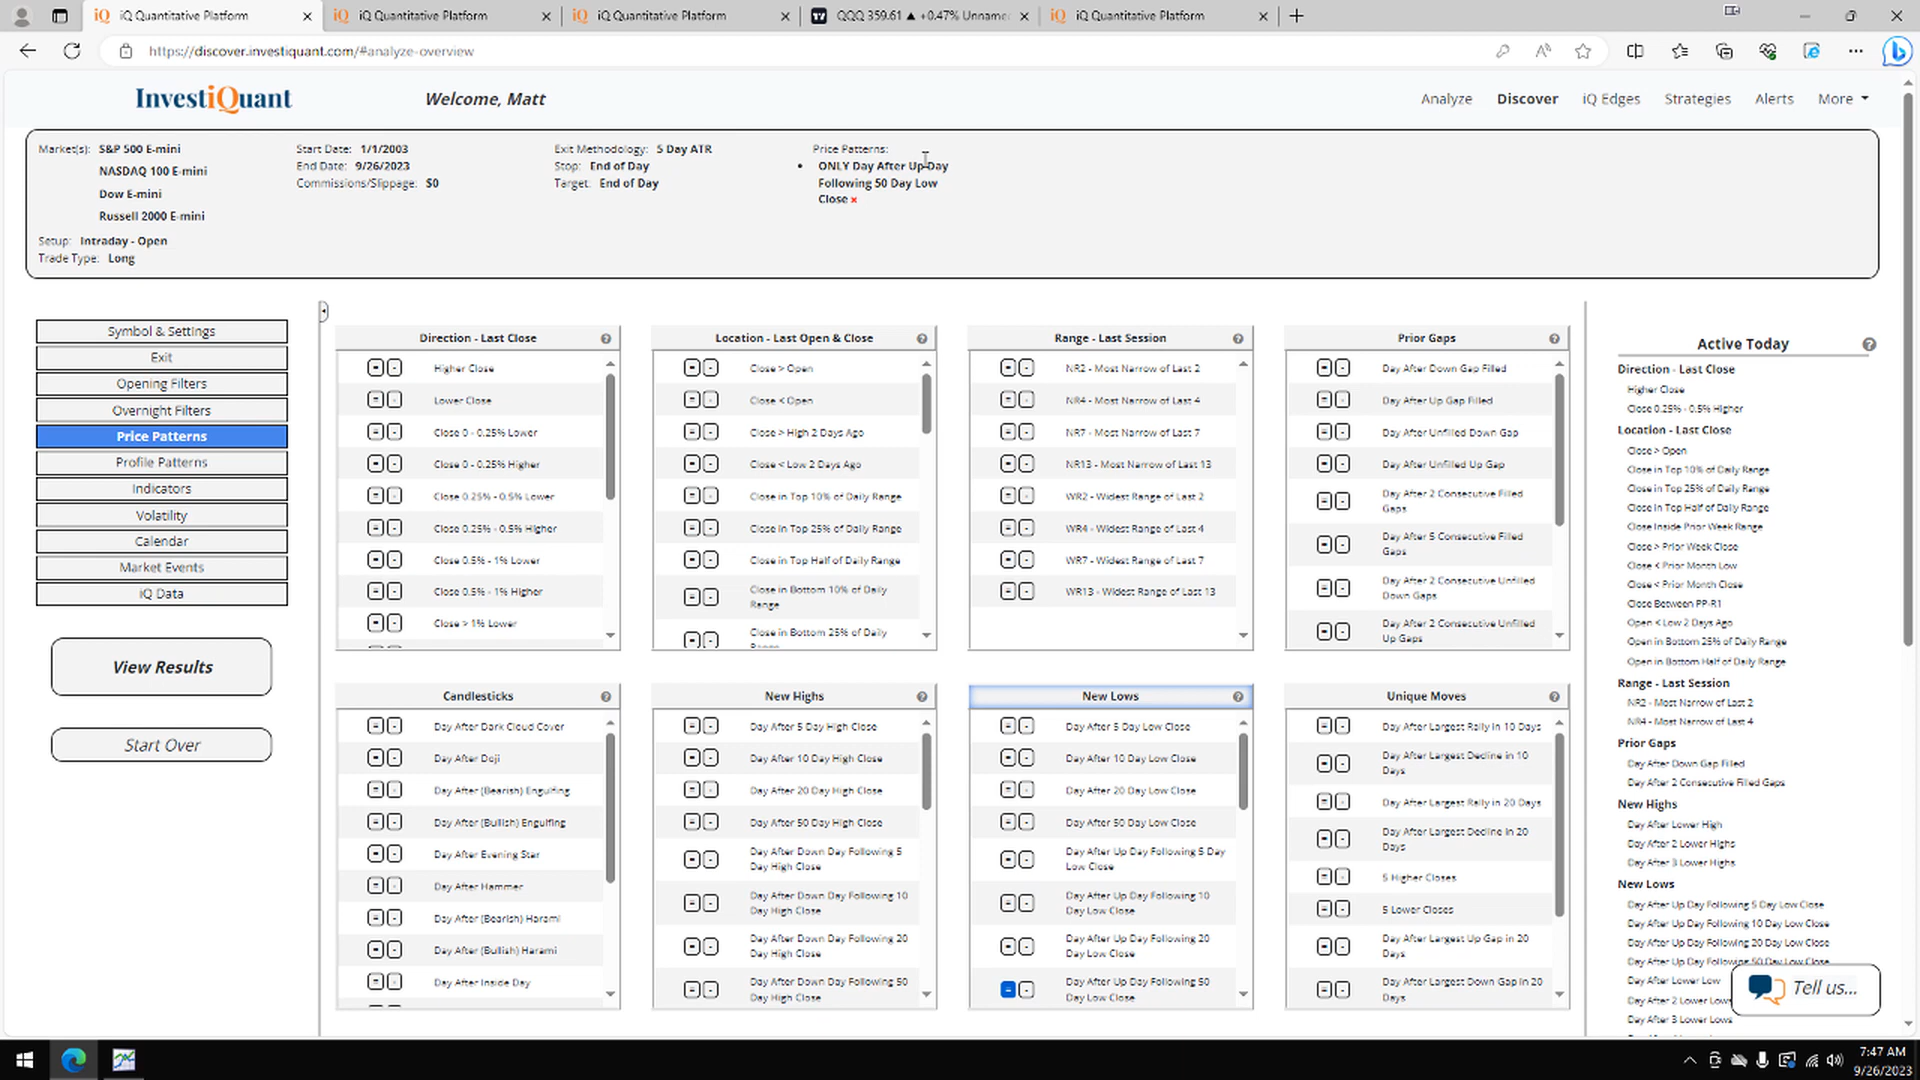 iQ Quantitative Platform
iQ Quantitative Platform
iQ Quantitative Platform
QQQ 359.61 ▲ +0.47% Unname
iQ Quantitative Platform
https://discover.investiquant.com/#analyze-overview
InvestiQuant
Welcome, Matt
Analyze
Discover
iQ Edges
Strategies
Alerts
More
Market(s): S&P 500 E-mini
NASDAQ 100 E-mini
Dow E-mini
Russell 2000 E-mini
Setup: Intraday - Open
Trade Type: Long
Start Date: 1/1/2003
End Date: 9/26/2023
Commissions/Slippage: $0
Exit Methodology: 5 Day ATR
Stop: End of Day
Target: End of Day
Price Patterns:
• ONLY Day After Up Day
Following 50 Day Low
Close x
Symbol & Settings
Exit
Opening Filters
Overnight Filters
Price Patterns
Profile Patterns
Indicators
Volatility
Calendar
Market Events
iQ Data
View Results
Start Over
Direction - Last Close
Higher Close
Lower Close
Close 0 - 0.25% Lower
Close 0 - 0.25% Higher
Close 0.25% - 0.5% Lower
Close 0.25% - 0.5% Higher
Close 0.5% - 1% Lower
Close 0.5% - 1% Higher
Close > 1% Lower
Location - Last Open & Close
Close > Open
Close < Open
Close > High 2 Days Ago
Close < Low 2 Days Ago
Close in Top 10% of Daily Range
Close in Top 25% of Daily Range
Close in Top Half of Daily Range
Close in Bottom 10% of Daily
Range
Close in Bottom 25% of Daily
Range
Range - Last Session
NR2 - Most Narrow of Last 2
NR4 - Most Narrow of Last 4
NR7 - Most Narrow of Last 7
NR13 - Most Narrow of Last 13
WR2 - Widest Range of Last 2
WR4 - Widest Range of Last 4
WR7 - Widest Range of Last 7
WR13 - Widest Range of Last 13
Prior Gaps
Day After Down Gap Filled
Day After Up Gap Filled
Day After Unfilled Down Gap
Day After Unfilled Up Gap
Day After 2 Consecutive Filled
Gaps
Day After 5 Consecutive Filled
Gaps
Day After 2 Consecutive Unfilled
Down Gaps
Day After 2 Consecutive Unfilled
Up Gaps
Candlesticks
Day After Dark Cloud Cover
Day After Doji
Day After (Bearish) Engulfing
Day After (Bullish) Engulfing
Day After Evening Star
Day After Hammer
Day After (Bearish) Harami
Day After (Bullish) Harami
Day After Inside Day
New Highs
Day After 5 Day High Close
Day After 10 Day High Close
Day After 20 Day High Close
Day After 50 Day High Close
Day After Down Day Following 5
Day High Close
Day After Down Day Following 10
Day High Close
Day After Down Day Following 20
Day High Close
Day After Down Day Following 50
Day High Close
New Lows
Day After 5 Day Low Close
Day After 10 Day Low Close
Day After 20 Day Low Close
Day After 50 Day Low Close
Day After Up Day Following 5 Day
Low Close
Day After Up Day Following 10
Day Low Close
Day After Up Day Following 20
Day Low Close
Day After Up Day Following 50
Day Low Close
Unique Moves
Day After Largest Rally in 10 Days
Day After Largest Decline in 10
Days
Day After Largest Rally in 20 Days
Day After Largest Decline in 20
Days
5 Higher Closes
5 Lower Closes
Day After Largest Up Gap in 20
Days
Day After Largest Down Gap in 20
Days
Active Today
Direction - Last Close
Higher Close
Close 0.25% - 0.5% Higher
Location - Last Close
Close > Open
Close in Top 10% of Daily Range
Close in Top 25% of Daily Range
Close in Top Half of Daily Range
Close Inside Prior Week Range
Close > Prior Week Close
Close < Prior Month Low
Close < Prior Month Close
Close Between PP-R1
Open < Low 2 Days Ago
Open in Bottom 25% of Daily Range
Open in Bottom Half of Daily Range
Range - Last Session
NR2 - Most Narrow of Last 2
NR4 - Most Narrow of Last 4
Prior Gaps
Day After Down Gap Filled
Day After 2 Consecutive Filled Gaps
New Highs
Day After Lower High
Day After 2 Lower Highs
Day After 3 Lower Highs
New Lows
Day After Up Day Following 5 Day Low Close
Day After Up Day Following 10 Day Low Close
Day After Up Day Following 20 Day Low Close
Day After Up Day Following 50 Day Low Close
Day After Lower Low
Day After 2 Lower Lows
Day After 3 Lower Lows
Tell us...
7:47 AM
9/26/2023